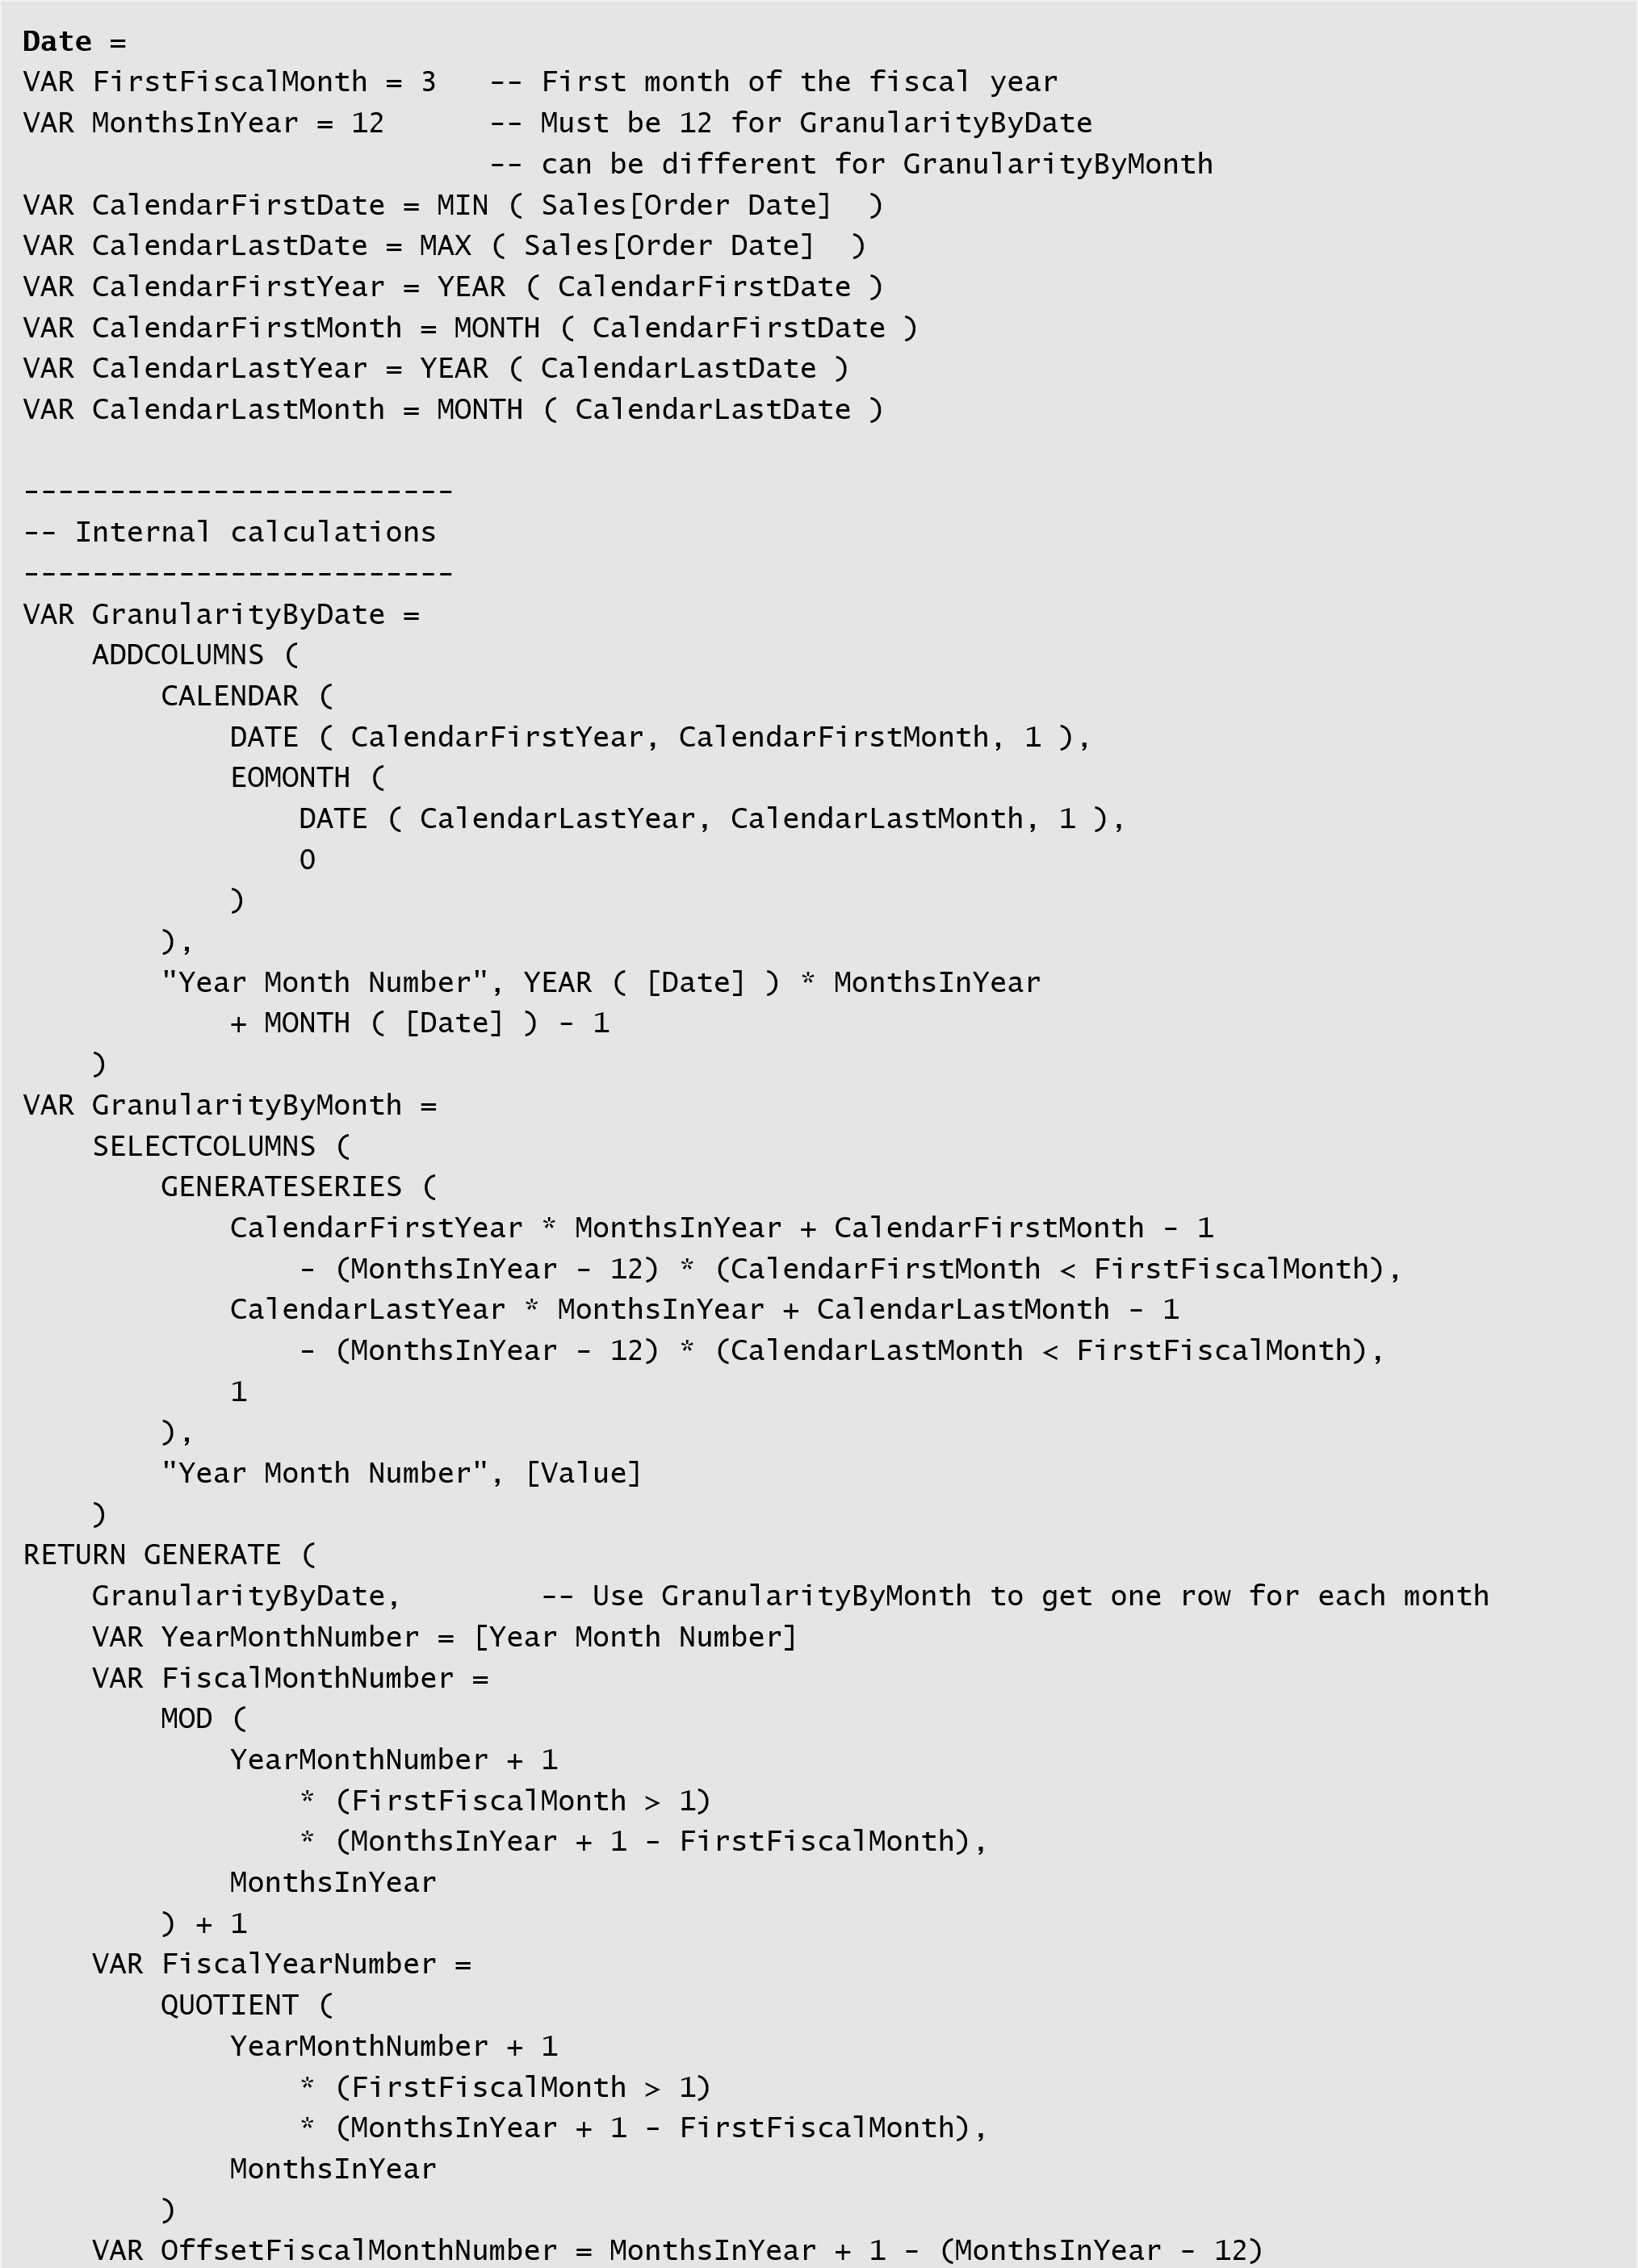 Date =
VAR FirstFiscalMonth = 3   -- First month of the fiscal year
VAR MonthsInYear = 12      -- Must be 12 for GranularityByDate
                           -- can be different for GranularityByMonth
VAR CalendarFirstDate = MIN ( Sales[Order Date]  )
VAR CalendarLastDate = MAX ( Sales[Order Date]  )
VAR CalendarFirstYear = YEAR ( CalendarFirstDate )
VAR CalendarFirstMonth = MONTH ( CalendarFirstDate )
VAR CalendarLastYear = YEAR ( CalendarLastDate )
VAR CalendarLastMonth = MONTH ( CalendarLastDate )

-------------------------
-- Internal calculations
-------------------------
VAR GranularityByDate =
    ADDCOLUMNS (
        CALENDAR (
            DATE ( CalendarFirstYear, CalendarFirstMonth, 1 ),
            EOMONTH (
                DATE ( CalendarLastYear, CalendarLastMonth, 1 ),
                0
            )
        ),
        "Year Month Number", YEAR ( [Date] ) * MonthsInYear
            + MONTH ( [Date] ) - 1
    )
VAR GranularityByMonth =
    SELECTCOLUMNS (
        GENERATESERIES (
            CalendarFirstYear * MonthsInYear + CalendarFirstMonth - 1
                - (MonthsInYear - 12) * (CalendarFirstMonth < FirstFiscalMonth),
            CalendarLastYear * MonthsInYear + CalendarLastMonth - 1
                - (MonthsInYear - 12) * (CalendarLastMonth < FirstFiscalMonth),
            1
        ),
        "Year Month Number", [Value]
    )
RETURN GENERATE (
    GranularityByDate,        -- Use GranularityByMonth to get one row for each month
    VAR YearMonthNumber = [Year Month Number]
    VAR FiscalMonthNumber =
        MOD (
            YearMonthNumber + 1
                * (FirstFiscalMonth > 1)
                * (MonthsInYear + 1 - FirstFiscalMonth),
            MonthsInYear
        ) + 1
    VAR FiscalYearNumber =
        QUOTIENT (
            YearMonthNumber + 1
                * (FirstFiscalMonth > 1)
                * (MonthsInYear + 1 - FirstFiscalMonth),
            MonthsInYear
        )
    VAR OffsetFiscalMonthNumber = MonthsInYear + 1 - (MonthsInYear - 12)